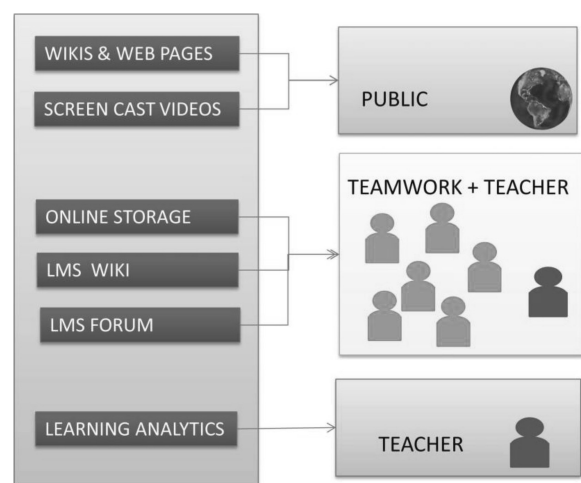 WIKIS & WEB PAGES
SCREEN CAST VIDEOS
PUBLIC
ONLINE STORAGE
LMS WIKI
LMS FORUM
TEAMWORK + TEACHER
LEARNING ANALYTICS
TEACHER